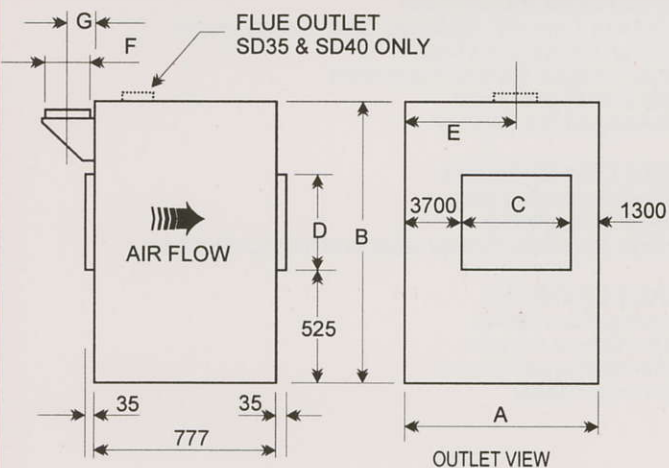 G
FLUE OUTLET
SD35 & SD40 ONLY
F
E
3700
C
1300
D
B
AIR FLOW
525
35
35
A
777
OUTLET VIEW